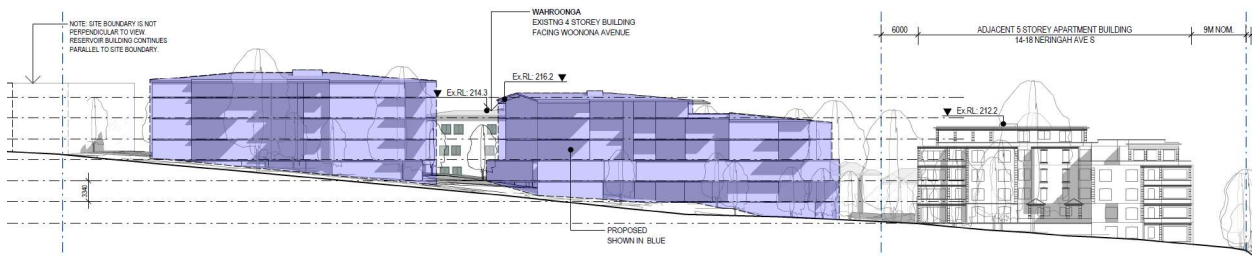 NOTE: SITE BOUNDARY IS NOT
PERPENDICULAR TO VIEW.
RESERVOIR BUILDING CONTINUES
PARALLEL TO SITE BOUNDARY.
WAHROONGA
EXISTNG 4 STOREY BUILDING
FACING WOONONA AVENUE
6000
ADJACENT 5 STOREY APARTMENT BUILDING
14-18 NERINGAH AVE S
9M NOM.
Ex.RL: 216.2
Ex.RL: 214.3
Ex.RL: 212.2
3340
PROPOSED
SHOWN IN BLUE